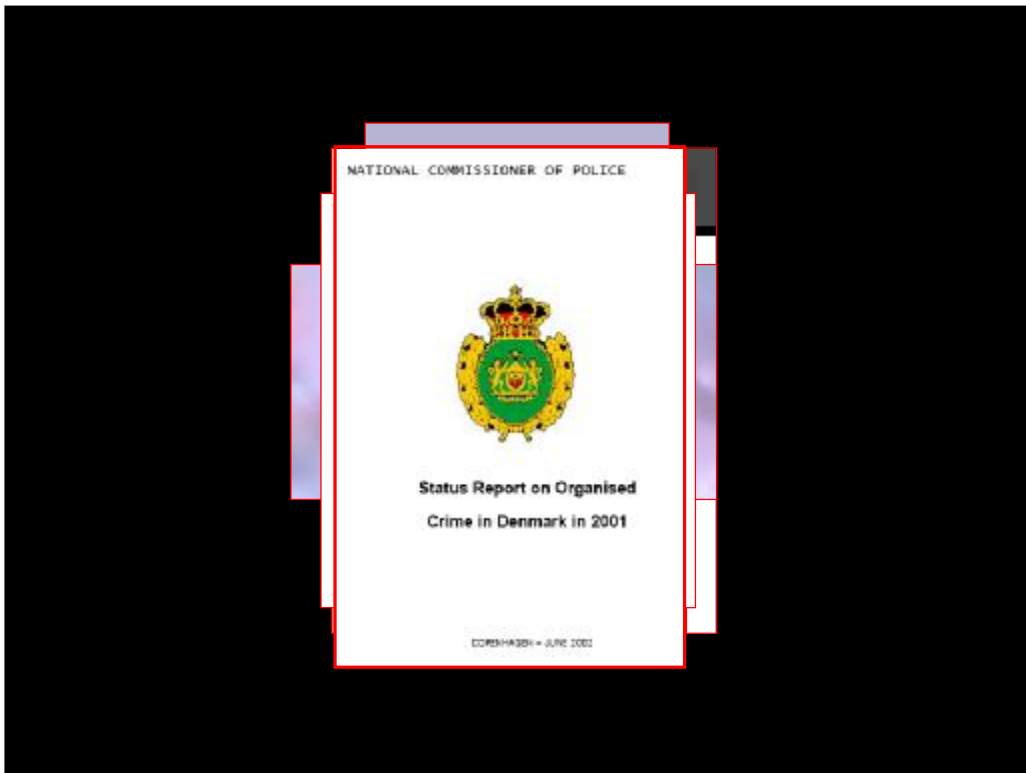 NATIONAL COMMISSIONER OF POLICE
Status Report on Organised
Crime in Denmark in 2001
COPENHAGEN – JUNE 2002